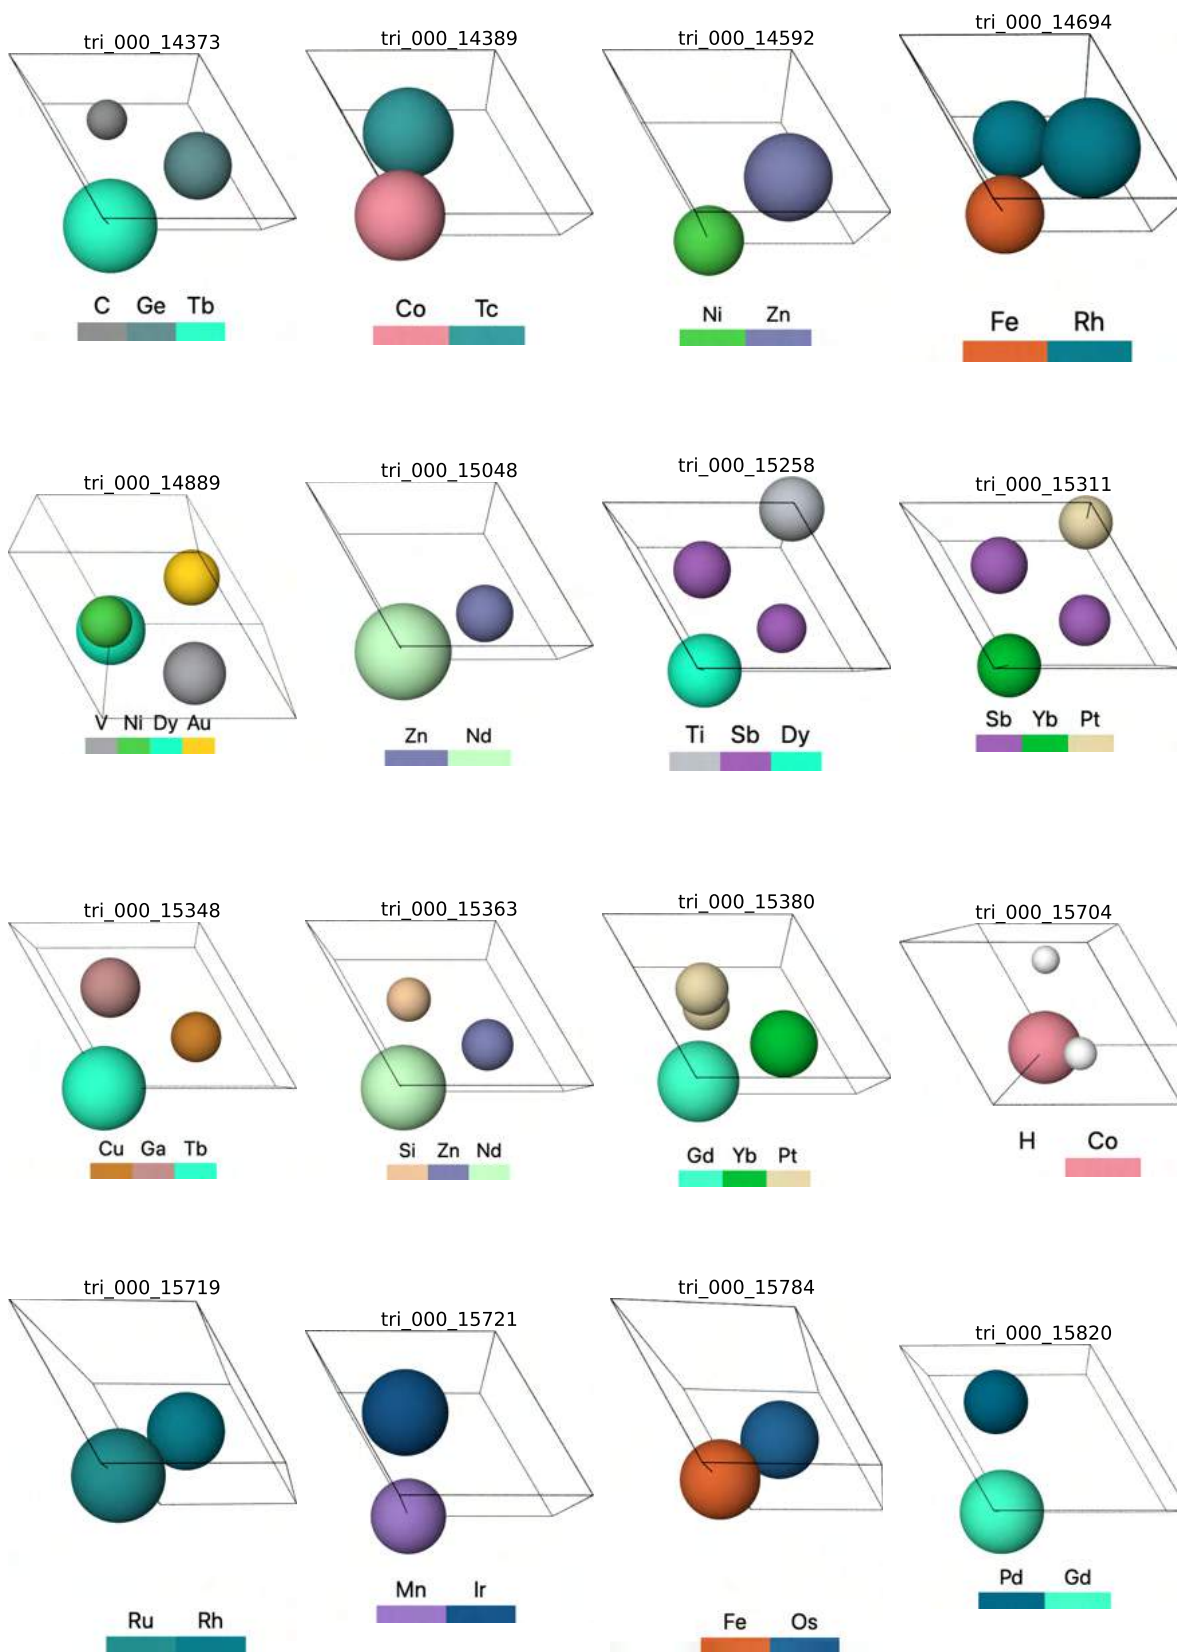 tri_000_14373
tri_000_14389
tri_000_14592
tri_000_14694
C Ge Tb
Co Tc
Ni Zn
Fe Rh
tri_000_14889
tri_000_15048
tri_000_15258
tri_000_15311
V Ni Dy Au
Zn Nd
Ti Sb Dy
Sb Yb Pt
tri_000_15348
tri_000_15363
tri_000_15380
tri_000_15704
Cu Ga Tb
Si Zn Nd
Gd Yb Pt
H Co
tri_000_15719
tri_000_15721
tri_000_15784
tri_000_15820
Ru Rh
Mn Ir
Fe Os
Pd Gd